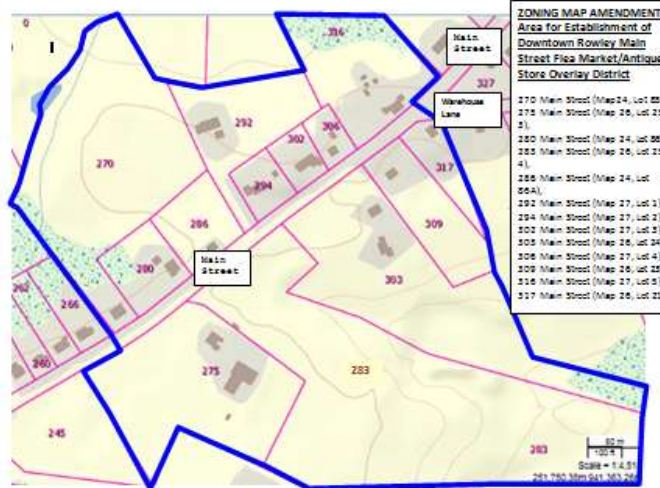 ZONING MAP AMENDMENT
Area for Establishment of
Downtown Rowley Main
Street Flea Market/Antique
Store Overlay District
270 Main Street (Map 24, Lot
275 Main Street (Map 26, Lot
280 Main Street (Map 24, Lot
283 Main Street (Map 26, Lot
4),
286 Main Street (Map 24, Lot
86A),
292 Main Street (Map 27, Lot 1)
294 Main Street (Map 27, Lot 2)
302 Main Street (Map 27, Lot 3)
303 Main Street (Map 26, Lot
306 Main Street (Map 27, Lot 4)
309 Main Street (Map 26, Lot
316 Main Street (Map 27, Lot 5)
317 Main Street (Map 26, Lot
Main
Street
Warehouse
Lane
Main
Street
0
316
327
292
306
302
317
270
294
286
309
280
303
262
266
260
275
283
245
283
100 ft
Scale =